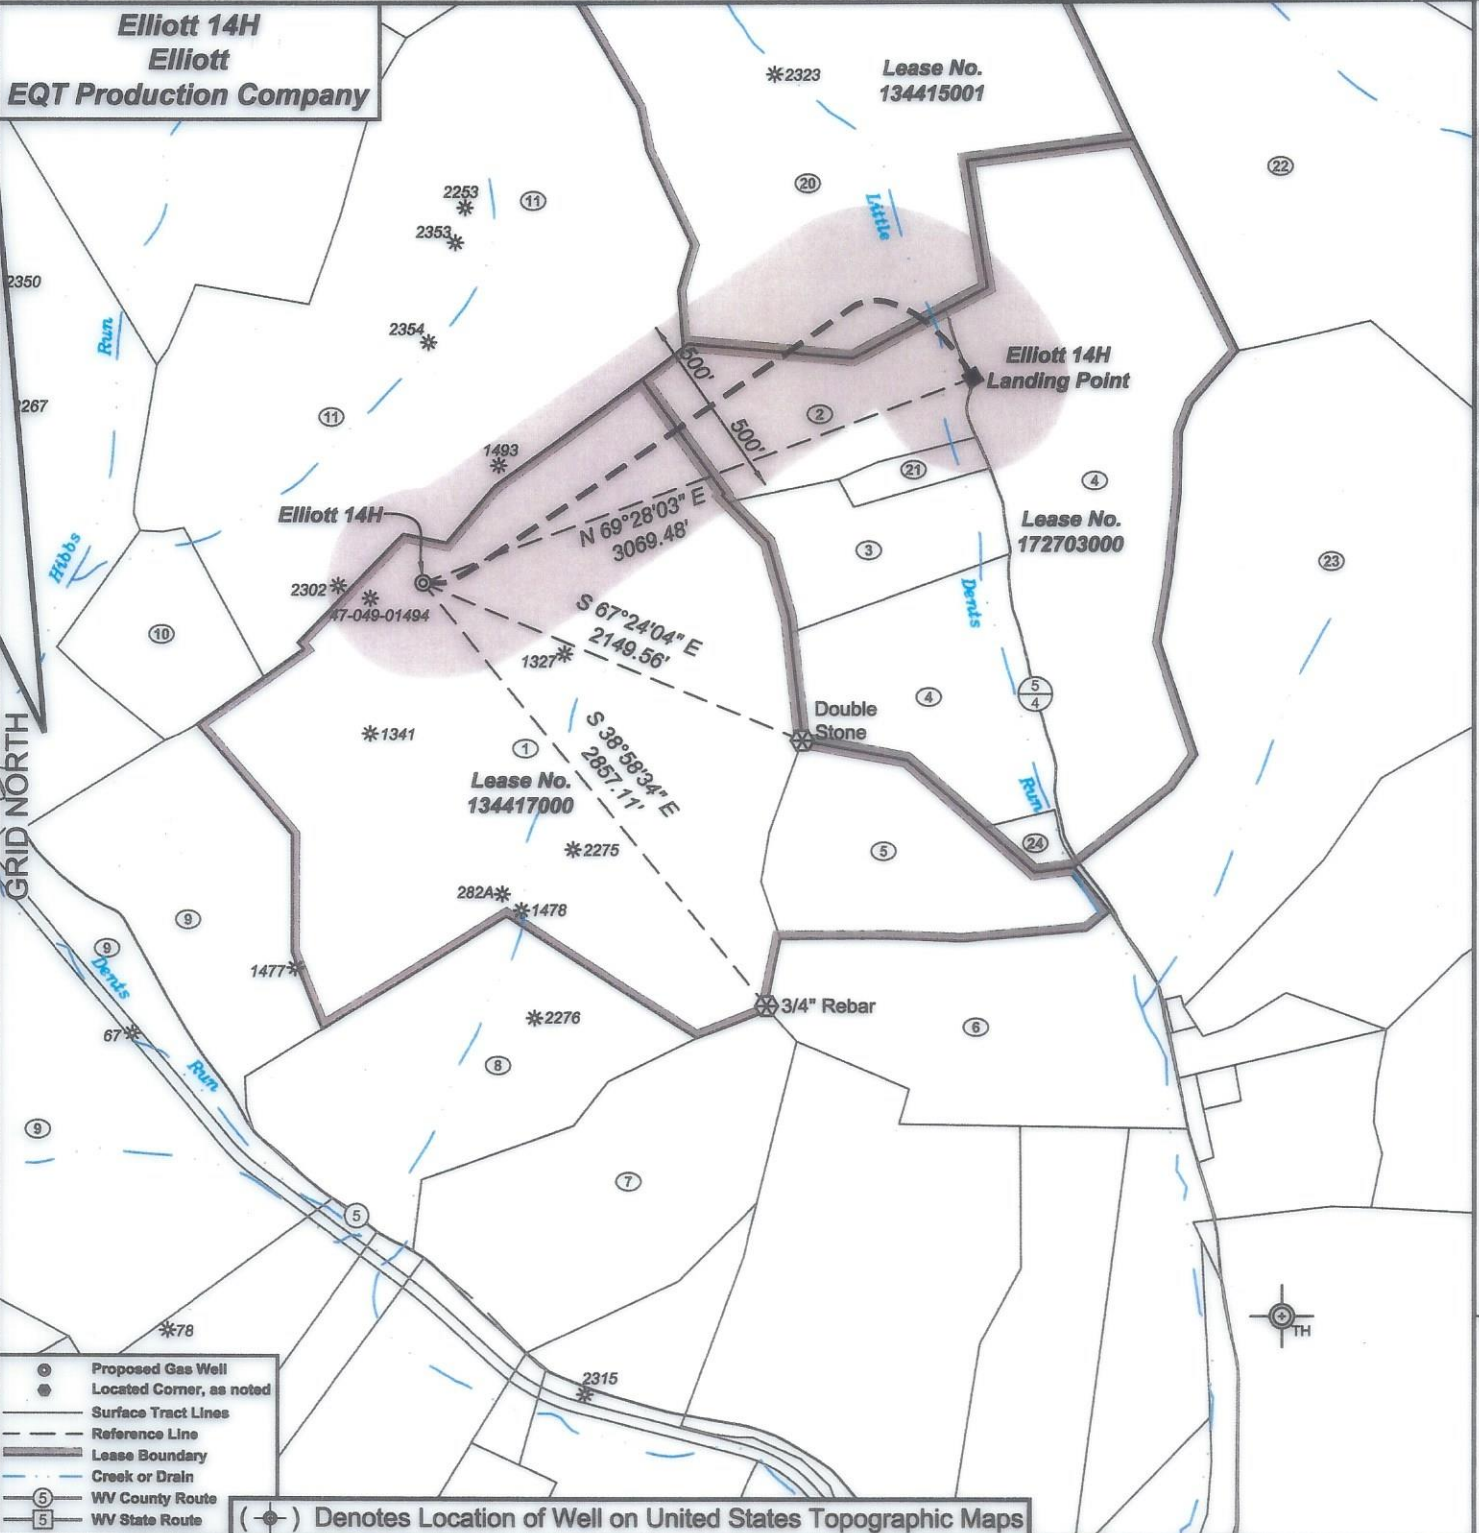 Elliott 14H
Elliott
EQT Production Company
2323
Lease No.
134415001
20
22
2253
11
2353
Little
2350
Run
2354
Elliott 14H
Landing Point
500'
500'
2
11
1493
21
4
Elliott 14H
N 69°28'03" E
3069.48'
Lease No.
172703000
3
23
Hibbs
2302
47-049-01494
Dents
10
S 67°24'04" E
2149.56'
1327
5
4
4
Double
Stone
1341
1
S 38°58'34" E
2857.11'
Lease No.
134417000
Run
GRID NORTH
2275
5
24
282A
1478
9
9
Dents
1477
3/4" Rebar
2276
6
67
8
Run
9
7
5
78
TH
2315
Proposed Gas Well
Located Corner, as noted
Surface Tract Lines
Reference Line
Lease Boundary
Creek or Drain
5 WV County Route
5 WV State Route
( ) Denotes Location of Well on United States Topographic Maps